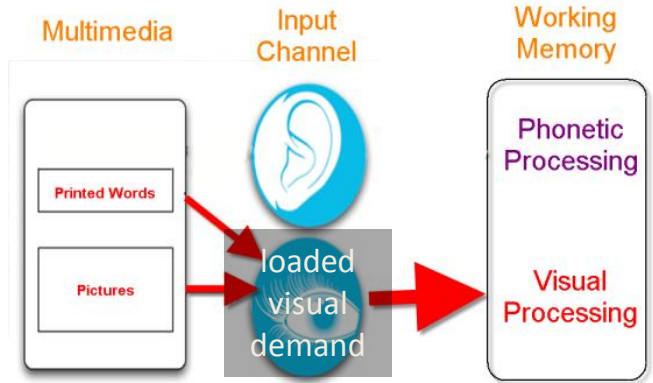 Multimedia
Input
Channel
Working
Memory
Printed Words
Pictures
loaded
visual
demand
Phonetic
Processing
Visual
Processing